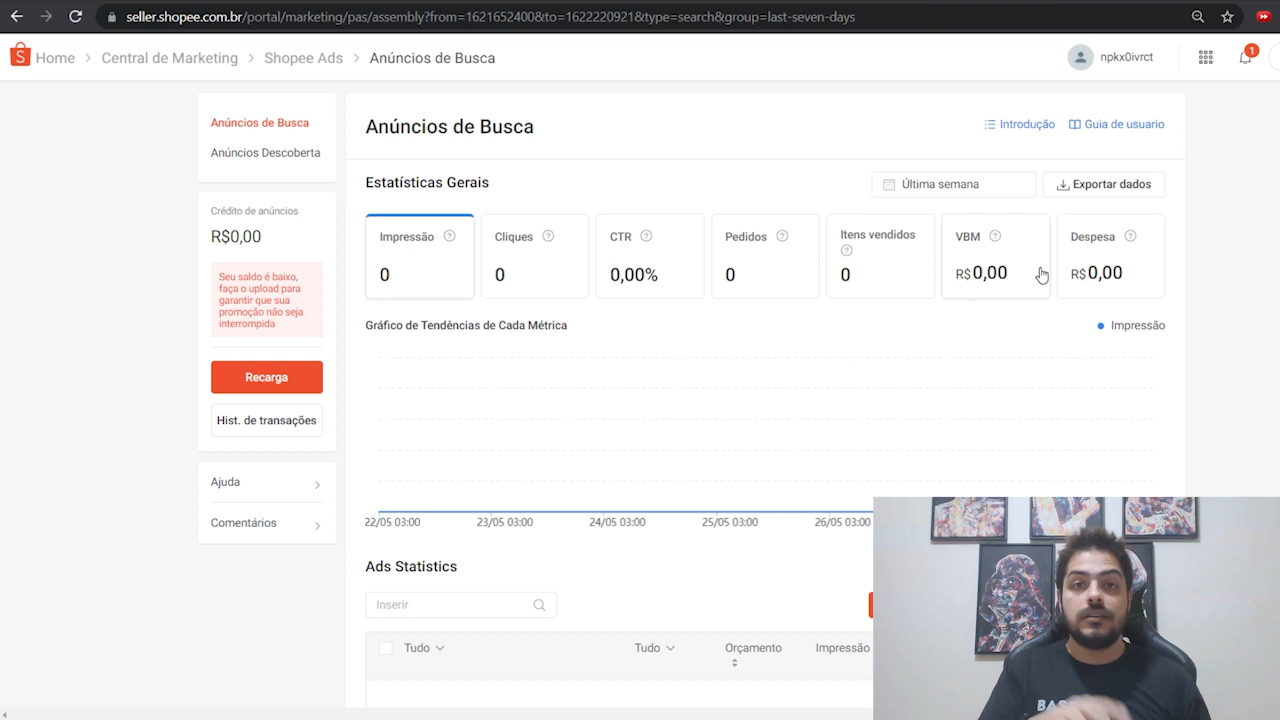 seller.shopee.com.br/portal/marketing/pas/assembly?from=1621652400&to=1622220921&type=search&group=last-seven-days
Home > Central de Marketing > Shopee Ads > Anúncios de Busca
npkx0ivrct
1
Anúncios de Busca
Anúncios Descoberta
Crédito de anúncios
R$0,00
Seu saldo é baixo,
faça o upload para
garantir que sua
promoção não seja
interrompida
Recarga
Hist. de transações
Ajuda
Comentários
Anúncios de Busca
Introdução
Guia de usuario
Estatísticas Gerais
Última semana
Exportar dados
Impressão
0
Cliques
0
CTR
0,00%
Pedidos
0
Itens vendidos
0
VBM
R$0,00
Despesa
R$0,00
Gráfico de Tendências de Cada Métrica
Impressão
22/05 03:00 23/05 03:00 24/05 03:00 25/05 03:00 26/05 03:00
Ads Statistics
Inserir
Tudo Tudo Orçamento Impressão